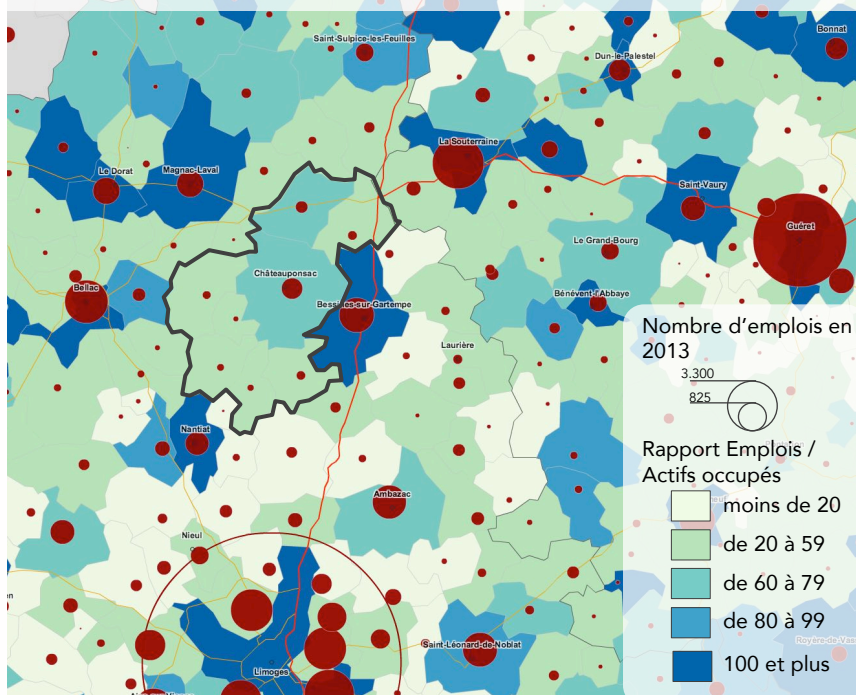 Saint-Sulpice-les-Feuilles
Bonnat
Dun-le-Palestel
La Souterraine
Le Dorat
Magnac-Laval
Saint-Vaury
Guéret
Le Grand-Bourg
Châteauponsac
Bellac
Bessines-sur-Gartempe
Bénévent-l'Abbaye
Laurière
Nantiat
Ambazac
Nieul
Saint-Léonard-de-Noblat
Limoges
Nombre d'emplois en
2013
3.300
825
Rapport Emplois /
Actifs occupés
moins de 20
de 20 à 59
de 60 à 79
de 80 à 99
100 et plus